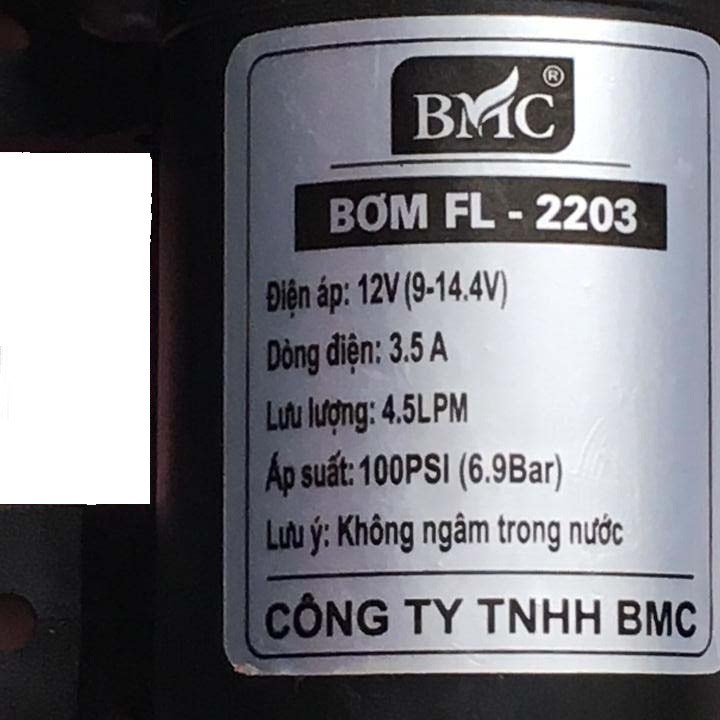 BMC®
BƠM FL - 2203
Điện áp: 12V (9-14.4V)
Dòng điện: 3.5 A
Lưu lượng: 4.5LPM
Áp suất: 100PSI (6.9Bar)
Lưu ý: Không ngâm trong nước
CÔNG TY TNHH BMC